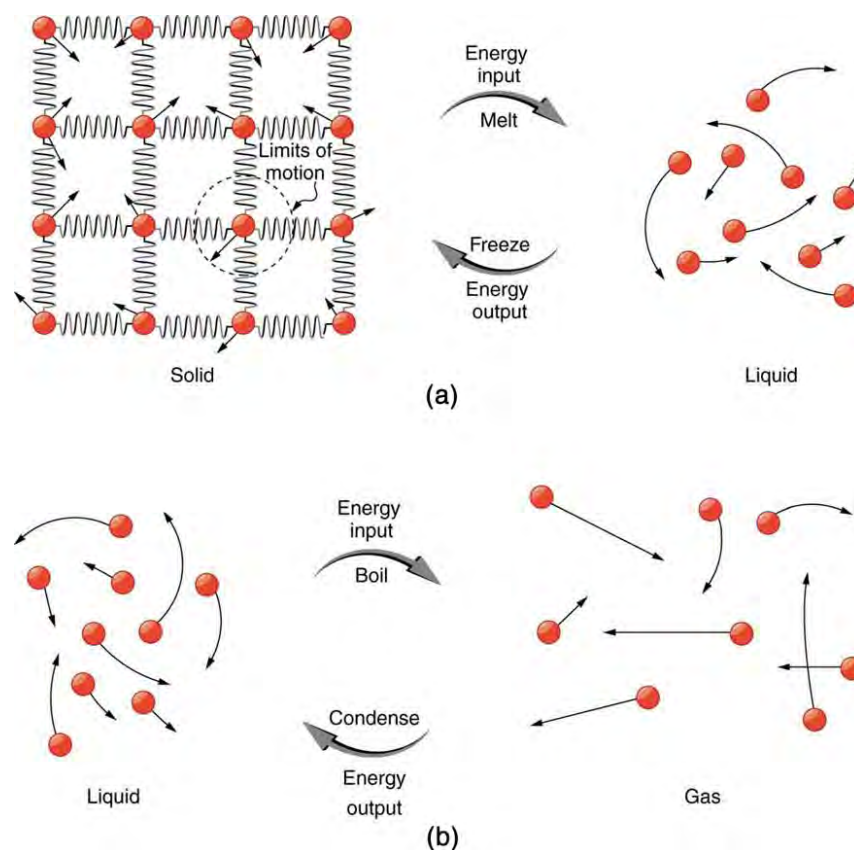 Energy
input
Melt
Limits of
motion
Freeze
Energy
output
Solid
Liquid
(a)
Energy
input
Boil
Condense
Energy
output
Liquid
Gas
(b)